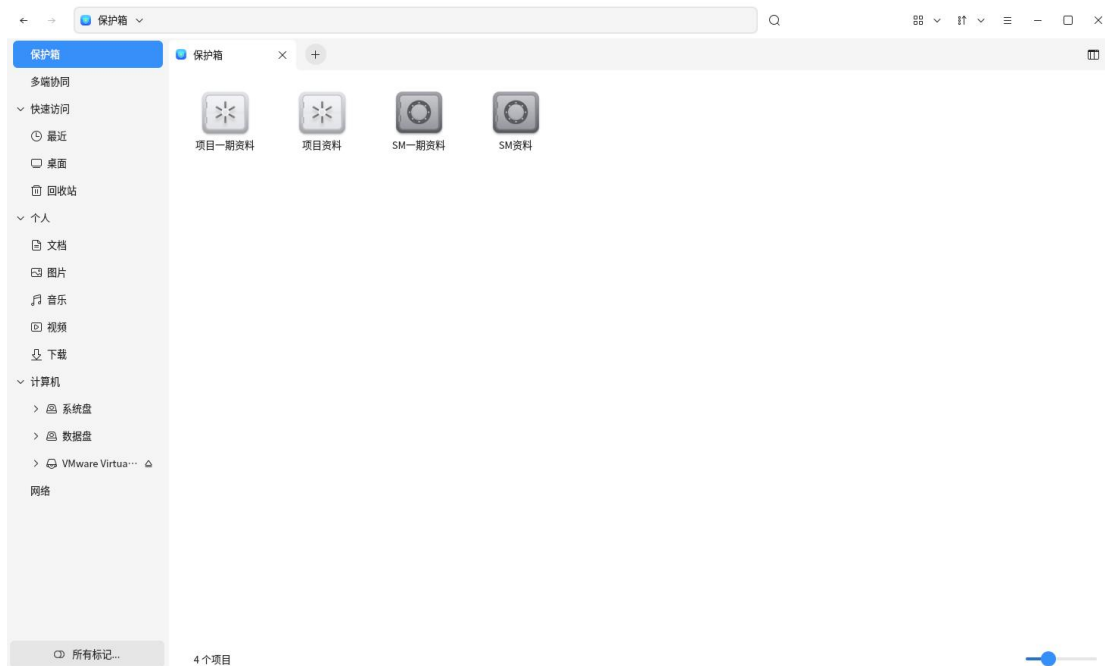 保护箱
保护箱
多端协同
快速访问
最近
桌面
回收站
个人
文档
图片
音乐
视频
下载
计算机
系统盘
数据盘
VMware Virtua…
网络
所有标记...
保护箱
项目一期资料
项目资料
SM一期资料
SM资料
4个项目